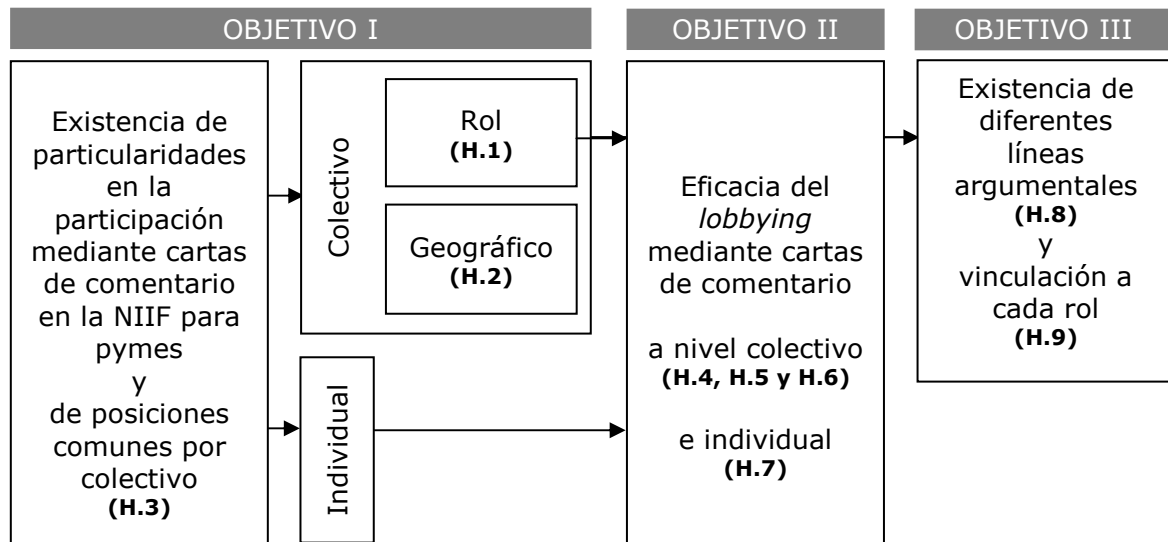 OBJETIVO I
OBJETIVO II
OBJETIVO III
Existencia de
particularidades
en la
participación
mediante cartas
de comentario
en la NIIF para
pymes
y
de posiciones
comunes por
colectivo
(H.3)
Colectivo
Rol
(H.1)
Geográfico
(H.2)
Individual
Eficacia del
lobbying
mediante cartas
de comentario
a nivel colectivo
(H.4, H.5 y H.6)
e individual
(H.7)
Existencia de
diferentes
líneas
argumentales
(H.8)
y
vinculación a
cada rol
(H.9)